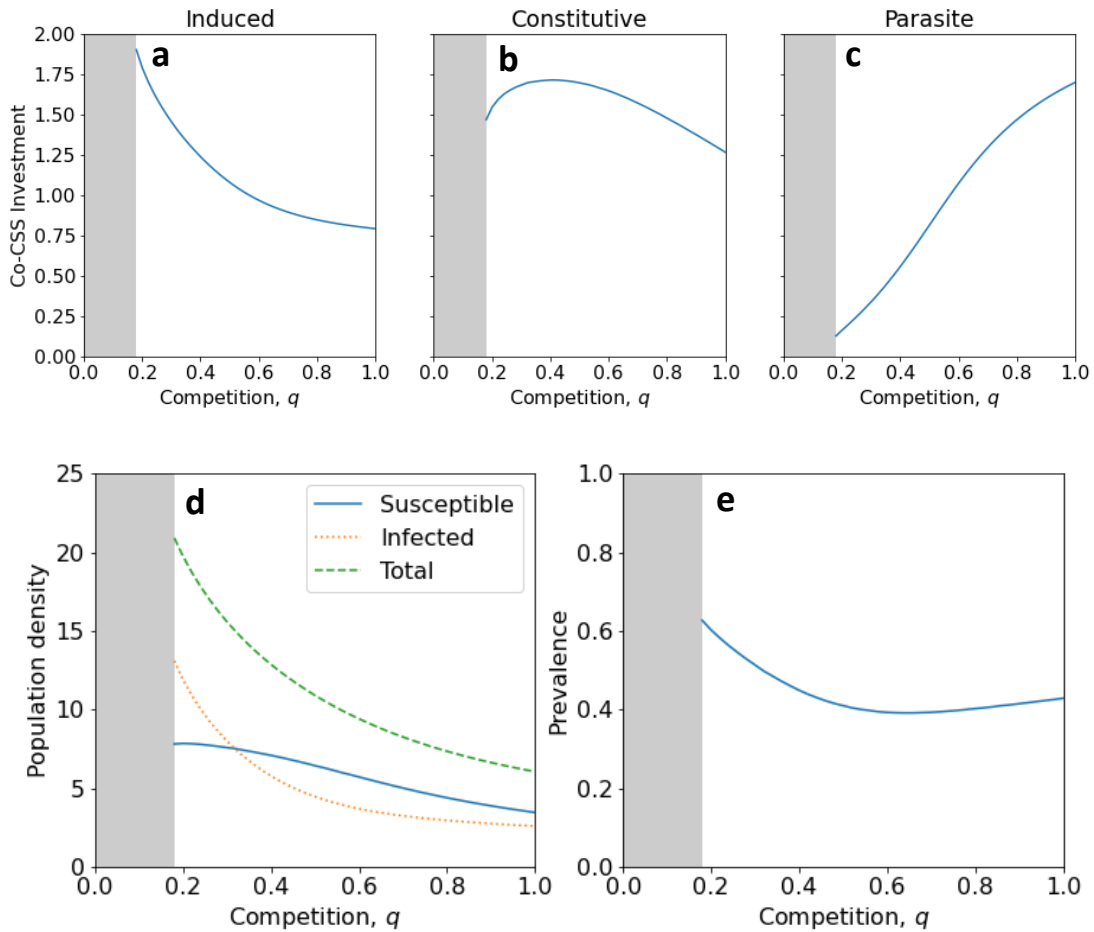 Induced
Constitutive
Parasite
a
b
c
Co-CSS Investment
2.00
1.75
1.50
1.25
1.00
0.75
0.50
0.25
0.00
0.0 0.2 0.4 0.6 0.8 1.0
0.0 0.2 0.4 0.6 0.8 1.0
0.0 0.2 0.4 0.6 0.8 1.0
Competition, q
Competition, q
Competition, q
d
Susceptible
Infected
Total
Population density
25
20
15
10
5
0
0.0 0.2 0.4 0.6 0.8 1.0
Competition, q
e
Prevalence
1.0
0.8
0.6
0.4
0.2
0.0
0.0 0.2 0.4 0.6 0.8 1.0
Competition, q